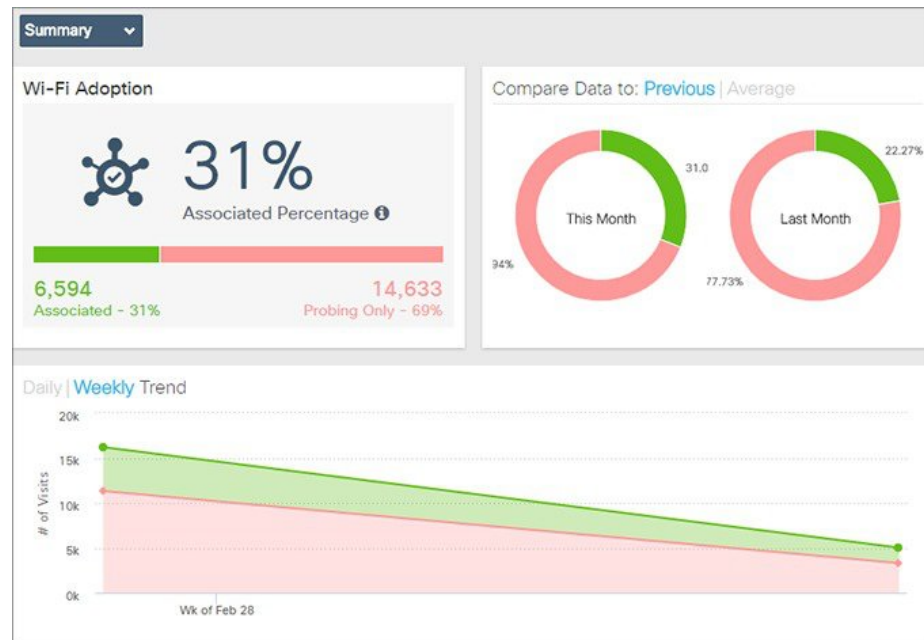 Summary
Wi-Fi Adoption
31%
Associated Percentage
6,594
Associated - 31%
14,633
Probing Only - 69%
Compare Data to: Previous | Average
31.0
This Month
94%
22.27%
Last Month
77.73%
Daily | Weekly Trend
# of Visits
20k
15k
10k
5k
0k
Wk of Feb 28